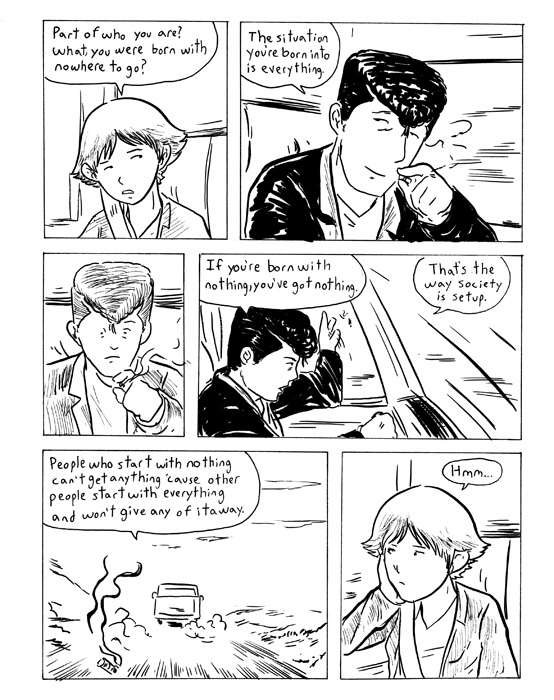 Part of who you are?
What, you were born with
nowhere to go?
The situation
you're born into
is everything.
If you're born with
nothing, you've got nothing.
That's the
way society
is setup.
People who start with nothing
can't get anything 'cause other
people start with everything
and won't give any of it away.
Hmm...